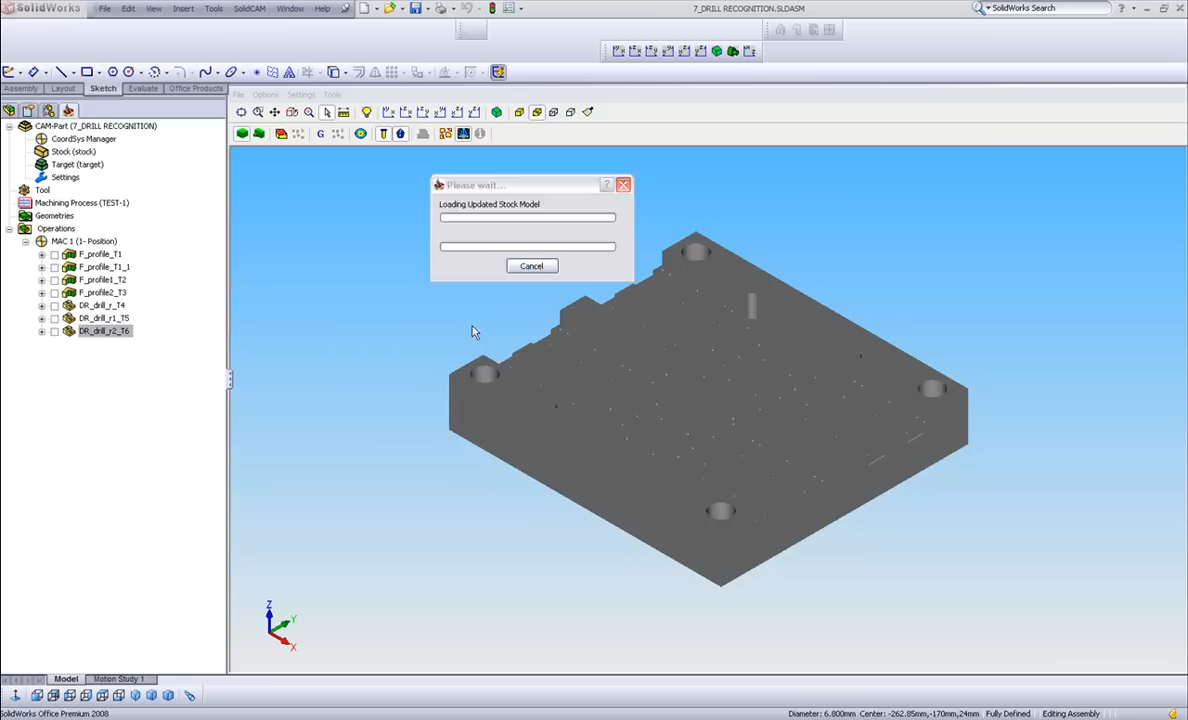 SolidWorks File Edit View Insert Tools SolidCAM Window Help 7_DRILL RECOGNITION.SLDASM SolidWorks Search
Assembly Layout Sketch Evaluate Office Products
File Options Settings Tools
CAM-Part (7_DRILL RECOGNITION)
CoordSys Manager
Stock (stock)
Target (target)
Settings
Tool
Machining Process (TEST-1)
Geometries
Operations
MAC 1 (1- Position)
F_profile_T1
F_profile_T1_1
F_profile1_T2
F_profile2_T3
DR_drill_r_T4
DR_drill_r1_T5
DR_drill_r2_T6
Please wait...
Loading Updated Stock Model
Cancel
Z
Y
X
Model Motion Study 1
SolidWorks Office Premium 2008 Diameter: 6.800mm Center: -262.85mm,-170mm,24mm Fully Defined Editing Assembly